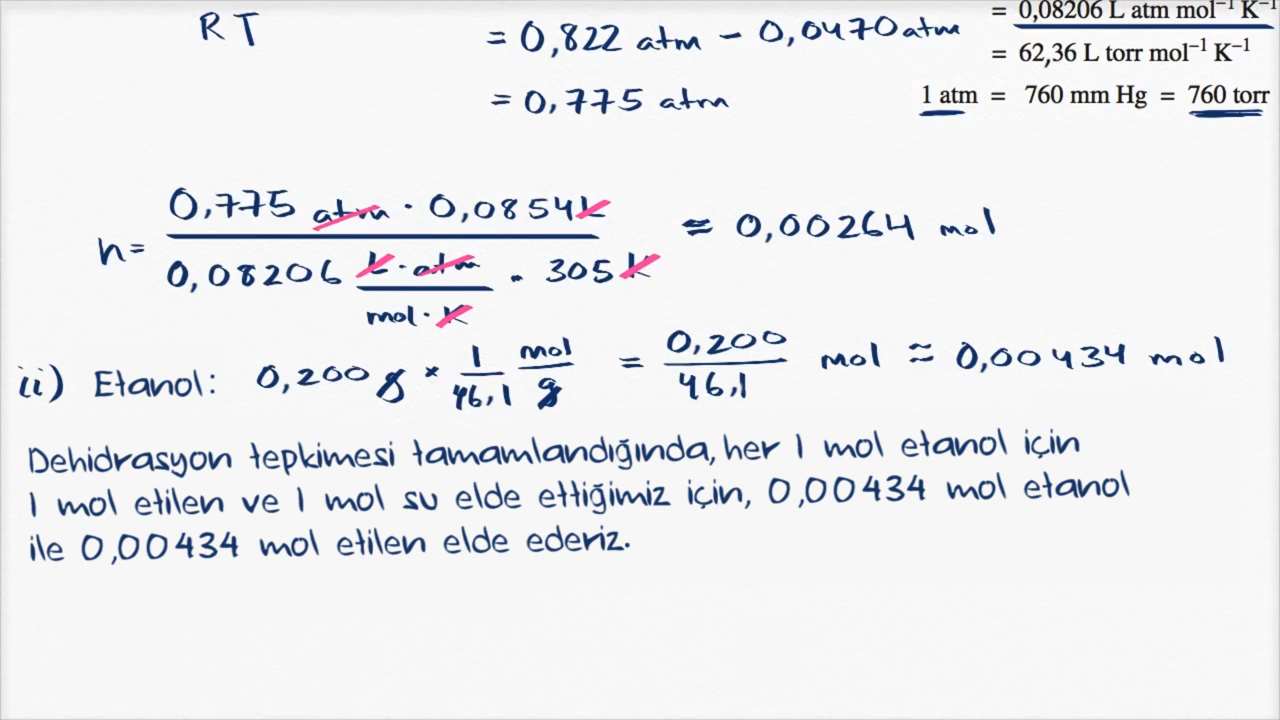 RT
= 0,822 atm - 0,0470 atm
= 0,775 atm
= 0,08206 L atm mol⁻¹ K⁻¹
= 62,36 L torr mol⁻¹ K⁻¹
1 atm = 760 mm Hg = 760 torr
0,775 atm · 0,0854 L
n=
0,08206 L·atm · 305 K
mol·K
≈ 0,00264 mol
ii) Etanol: 0,200 g × 1/46,1 mol/g = 0,200/46,1 mol ≈ 0,00434 mol
Dehidrasyon tepkimesi tamamlandığında, her 1 mol etanol için
1 mol etilen ve 1 mol su elde ettiğimiz için, 0,00434 mol etanol
ile 0,00434 mol etilen elde ederiz.